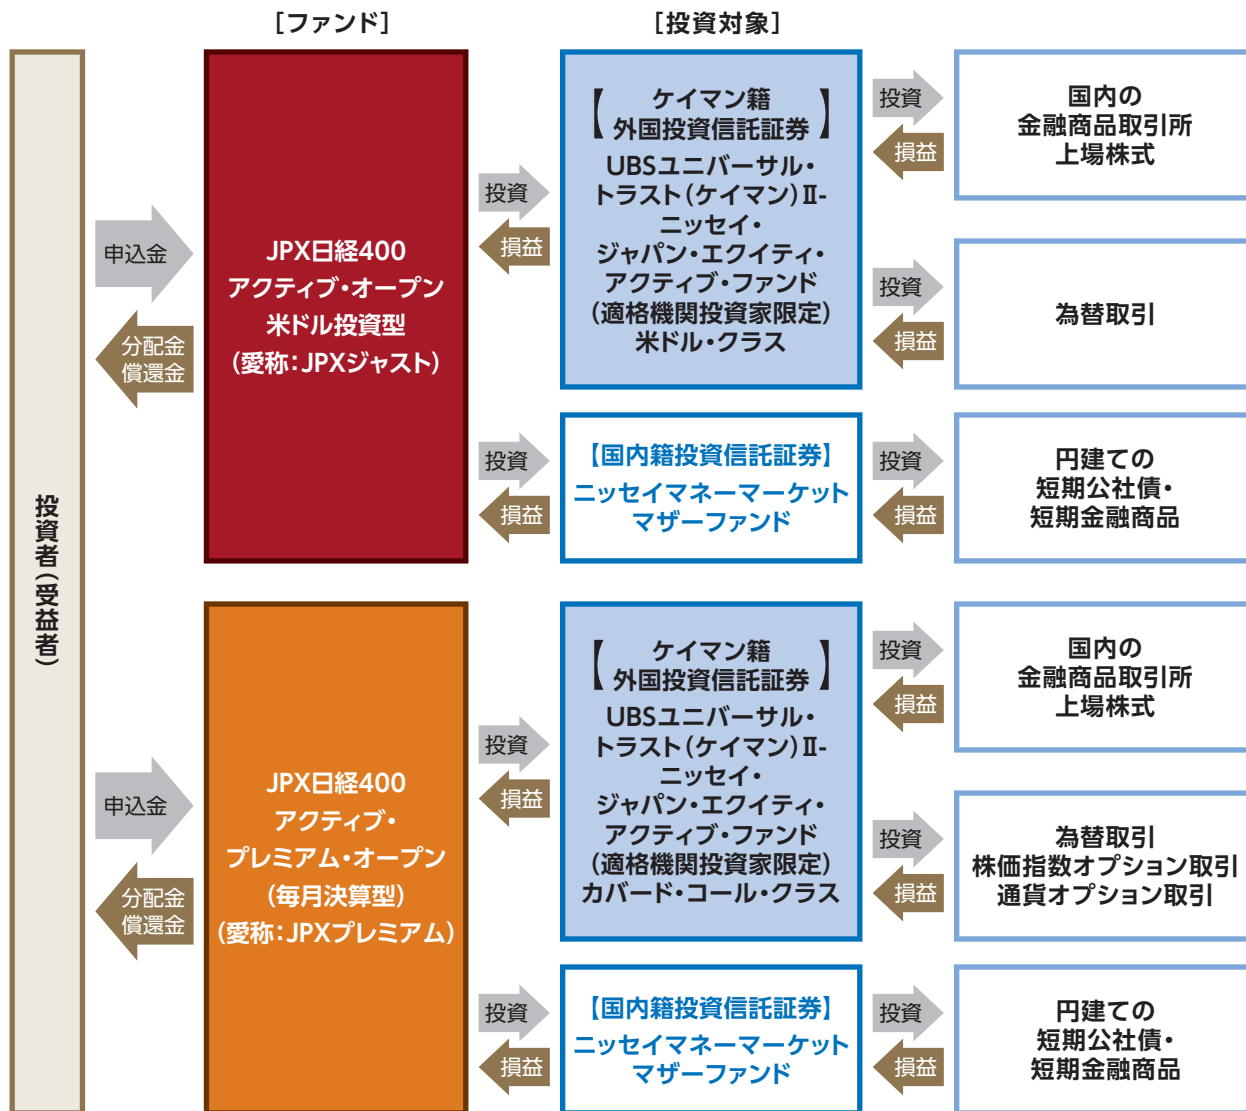 ［ファンド］
［投資対象］
投資者（受益者）
申込金
分配金
償還金
JPX日経400
アクティブ・オープン
米ドル投資型
（愛称：JPXジャスト）
投資
損益
【ケイマン籍
外国投資信託証券】
UBSユニバーサル・
トラスト（ケイマン）Ⅱ-
ニッセイ・
ジャパン・エクイティ・
アクティブ・ファンド
（適格機関投資家限定）
米ドル・クラス
投資
損益
国内の
金融商品取引所
上場株式
投資
損益
為替取引
投資
損益
【国内籍投資信託証券】
ニッセイマネーマーケット
マザーファンド
投資
損益
円建ての
短期公社債・
短期金融商品
申込金
分配金
償還金
JPX日経400
アクティブ・
プレミアム・オープン
（毎月決算型）
（愛称：JPXプレミアム）
投資
損益
【ケイマン籍
外国投資信託証券】
UBSユニバーサル・
トラスト（ケイマン）Ⅱ-
ニッセイ・
ジャパン・エクイティ・
アクティブ・ファンド
（適格機関投資家限定）
カバード・コール・クラス
投資
損益
国内の
金融商品取引所
上場株式
投資
損益
為替取引
株価指数オプション取引
通貨オプション取引
投資
損益
【国内籍投資信託証券】
ニッセイマネーマーケット
マザーファンド
投資
損益
円建ての
短期公社債・
短期金融商品